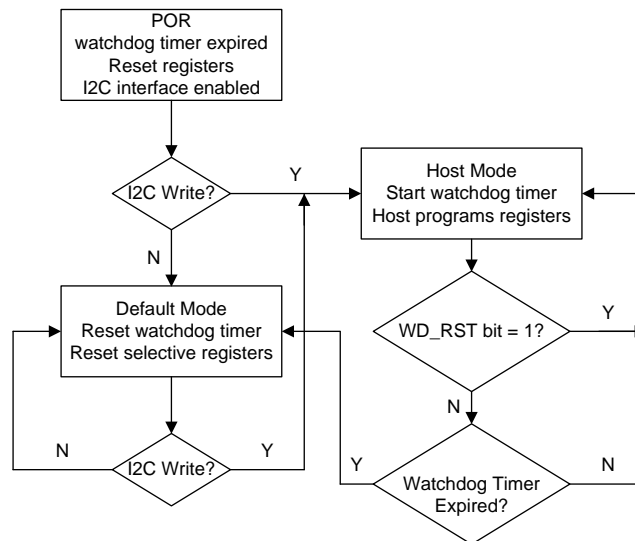 POR
watchdog timer expired
Reset registers
I2C interface enabled
I2C Write?
Y
N
Host Mode
Start watchdog timer
Host programs registers
Default Mode
Reset watchdog timer
Reset selective registers
WD_RST bit = 1?
Y
N
I2C Write?
N
Y
Watchdog Timer
Expired?
Y
N